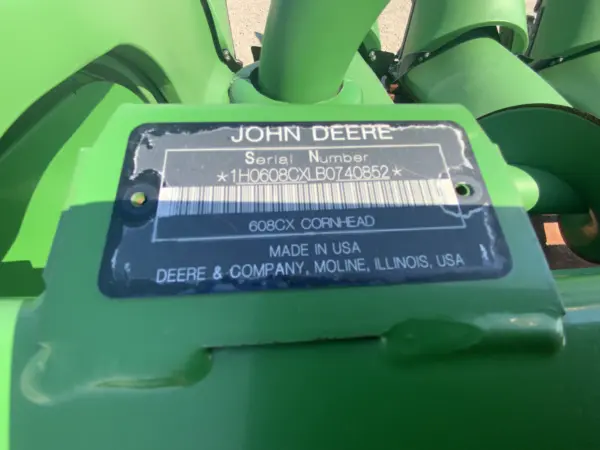 JOHN DEERE
Serial Number
*1H0608CXLB0740852*
608CX CORNHEAD
MADE IN USA
DEERE & COMPANY, MOLINE, ILLINOIS, USA